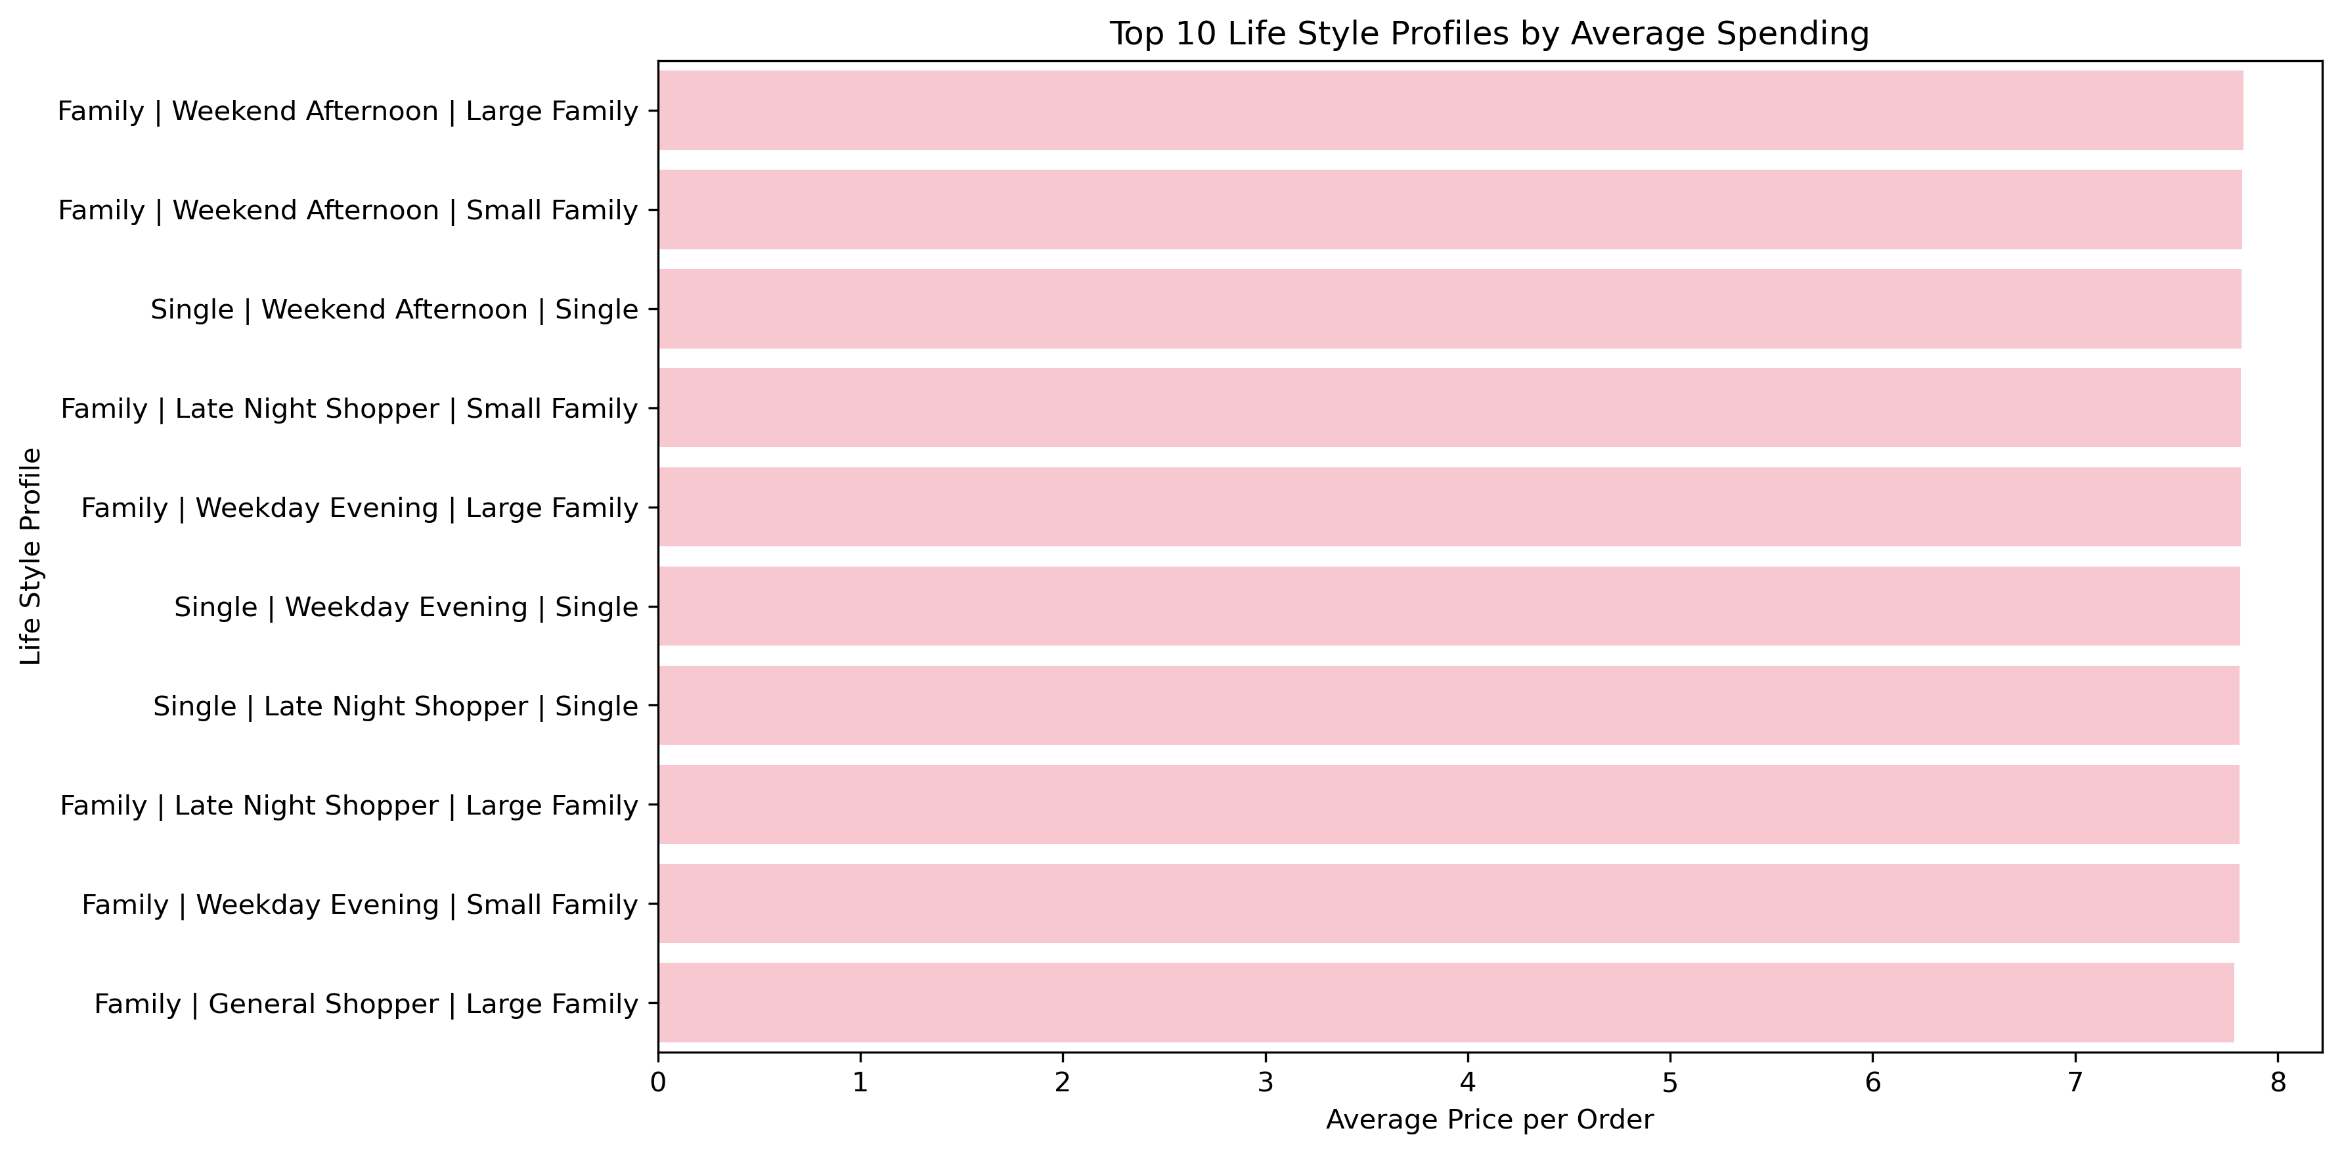 Top 10 Life Style Profiles by Average Spending
Life Style Profile
Family | Weekend Afternoon | Large Family
Family | Weekend Afternoon | Small Family
Single | Weekend Afternoon | Single
Family | Late Night Shopper | Small Family
Family | Weekday Evening | Large Family
Single | Weekday Evening | Single
Single | Late Night Shopper | Single
Family | Late Night Shopper | Large Family
Family | Weekday Evening | Small Family
Family | General Shopper | Large Family
0 1 2 3 4 5 6 7 8
Average Price per Order